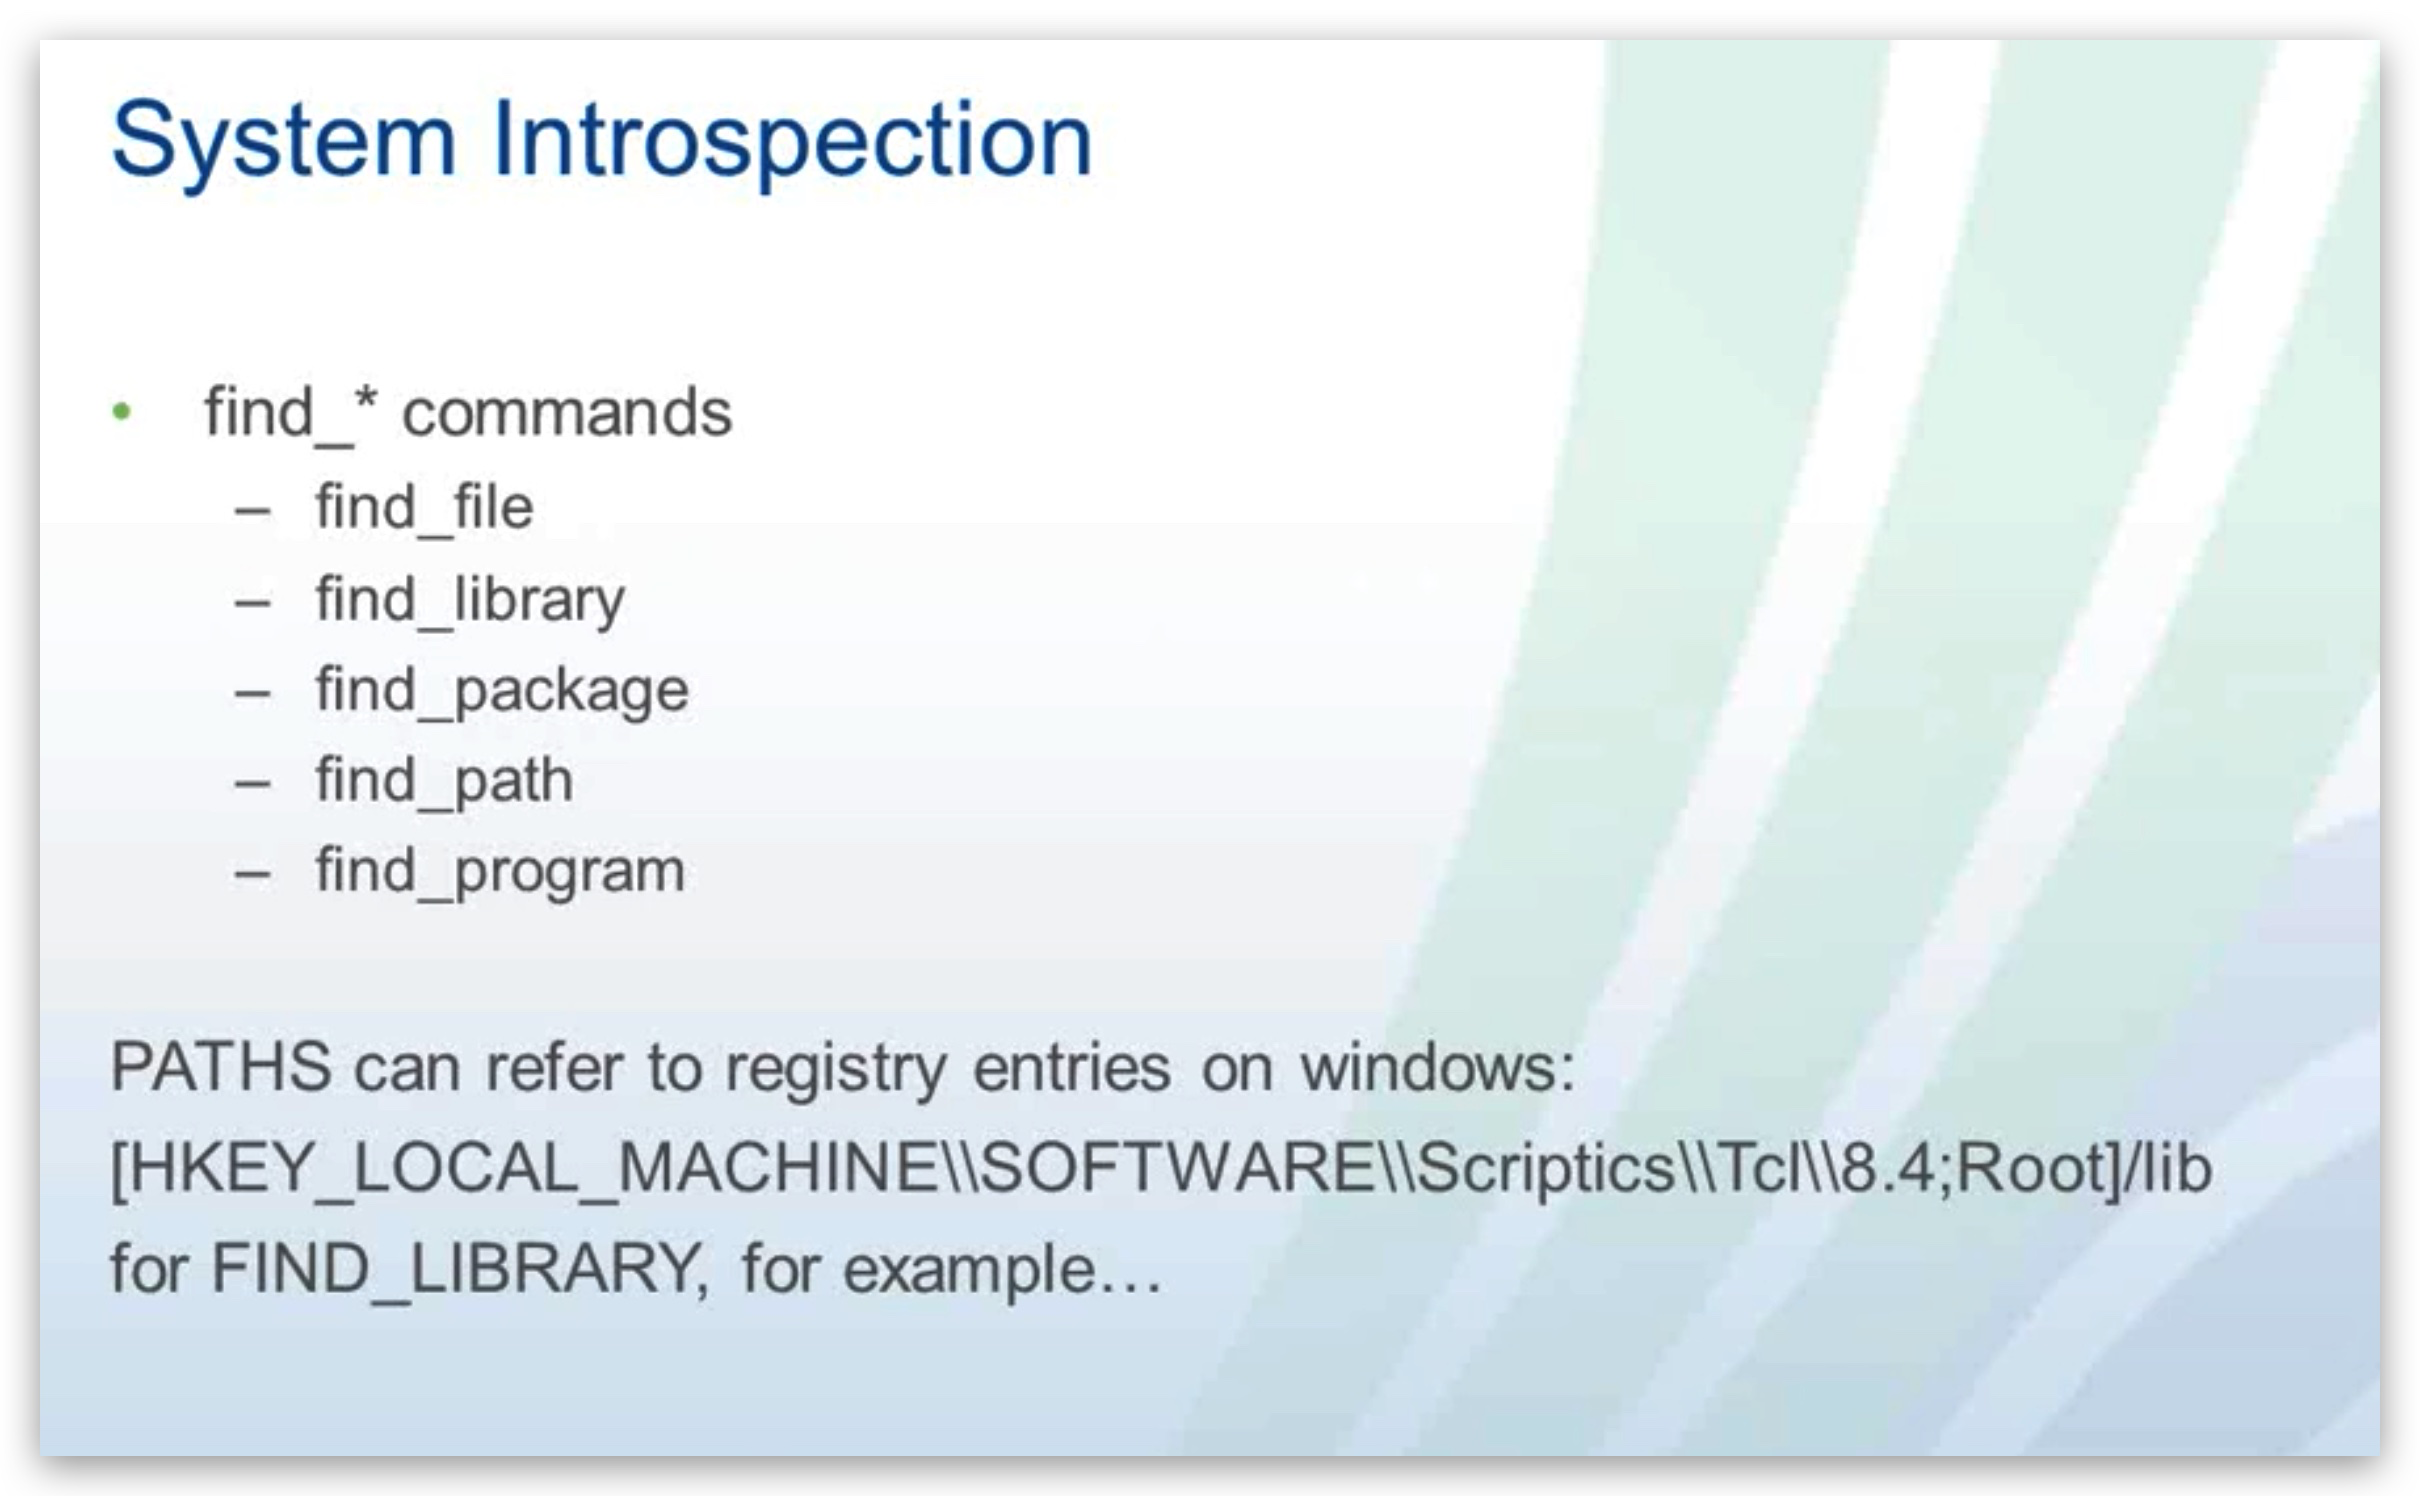 System Introspection
• find_* commands
– find_file
– find_library
– find_package
– find_path
– find_program
PATHS can refer to registry entries on windows:
[HKEY_LOCAL_MACHINE\\SOFTWARE\\Scriptics\\Tcl\\8.4;Root]/lib
for FIND_LIBRARY, for example…